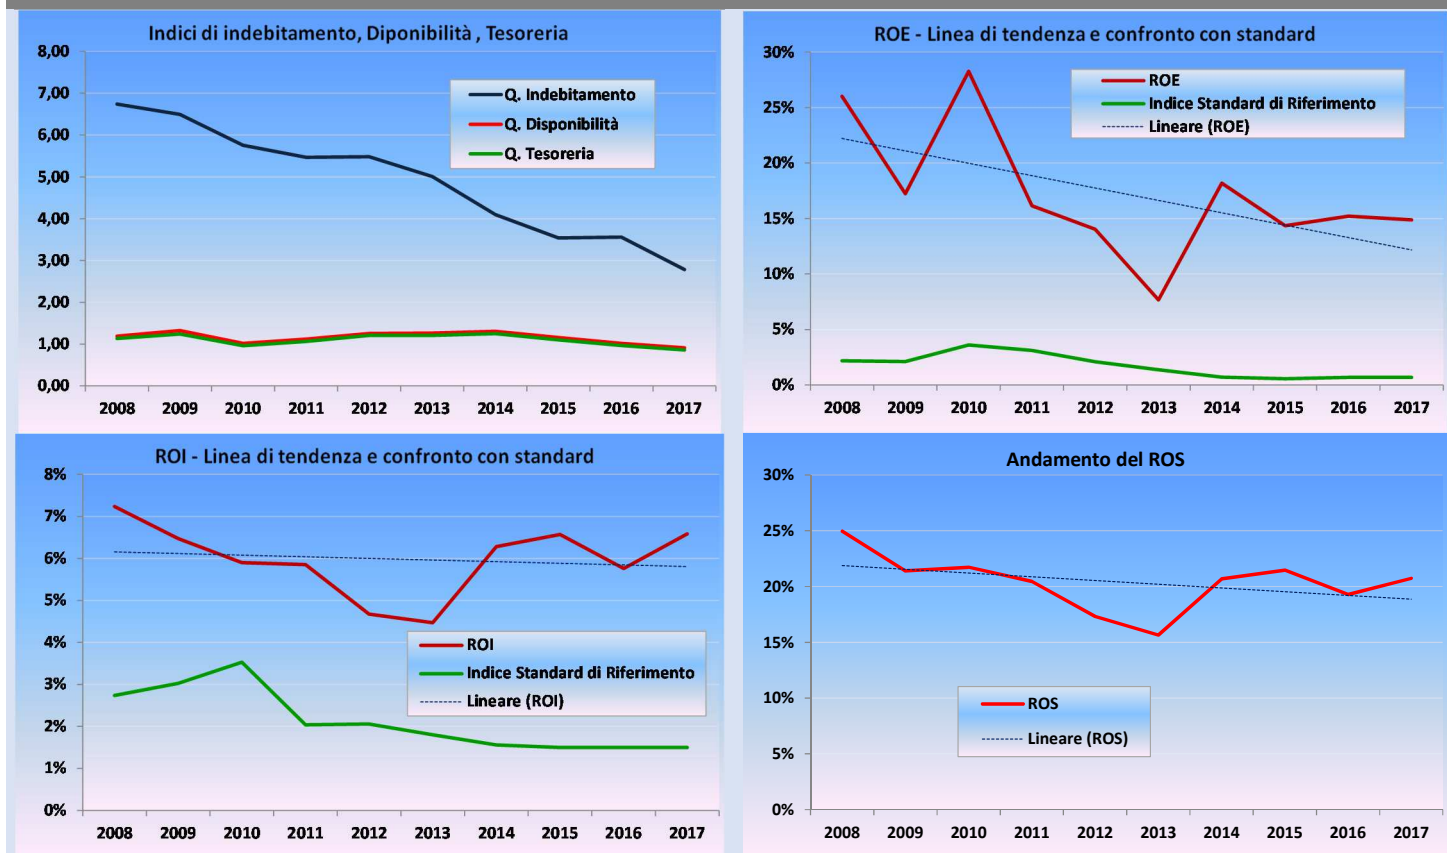 Indici di indebitamento, Diponibilità , Tesoreria
8,00
7,00
6,00
5,00
4,00
3,00
2,00
1,00
0,00
Q. Indebitamento
Q. Disponibilità
Q. Tesoreria
2008 2009 2010 2011 2012 2013 2014 2015 2016 2017
ROE - Linea di tendenza e confronto con standard
30%
25%
20%
15%
10%
5%
0%
ROE
Indice Standard di Riferimento
Lineare (ROE)
2008 2009 2010 2011 2012 2013 2014 2015 2016 2017
ROI - Linea di tendenza e confronto con standard
8%
7%
6%
5%
4%
3%
2%
1%
0%
ROI
Indice Standard di Riferimento
Lineare (ROI)
2008 2009 2010 2011 2012 2013 2014 2015 2016 2017
Andamento del ROS
30%
25%
20%
15%
10%
5%
0%
ROS
Lineare (ROS)
2008 2009 2010 2011 2012 2013 2014 2015 2016 2017